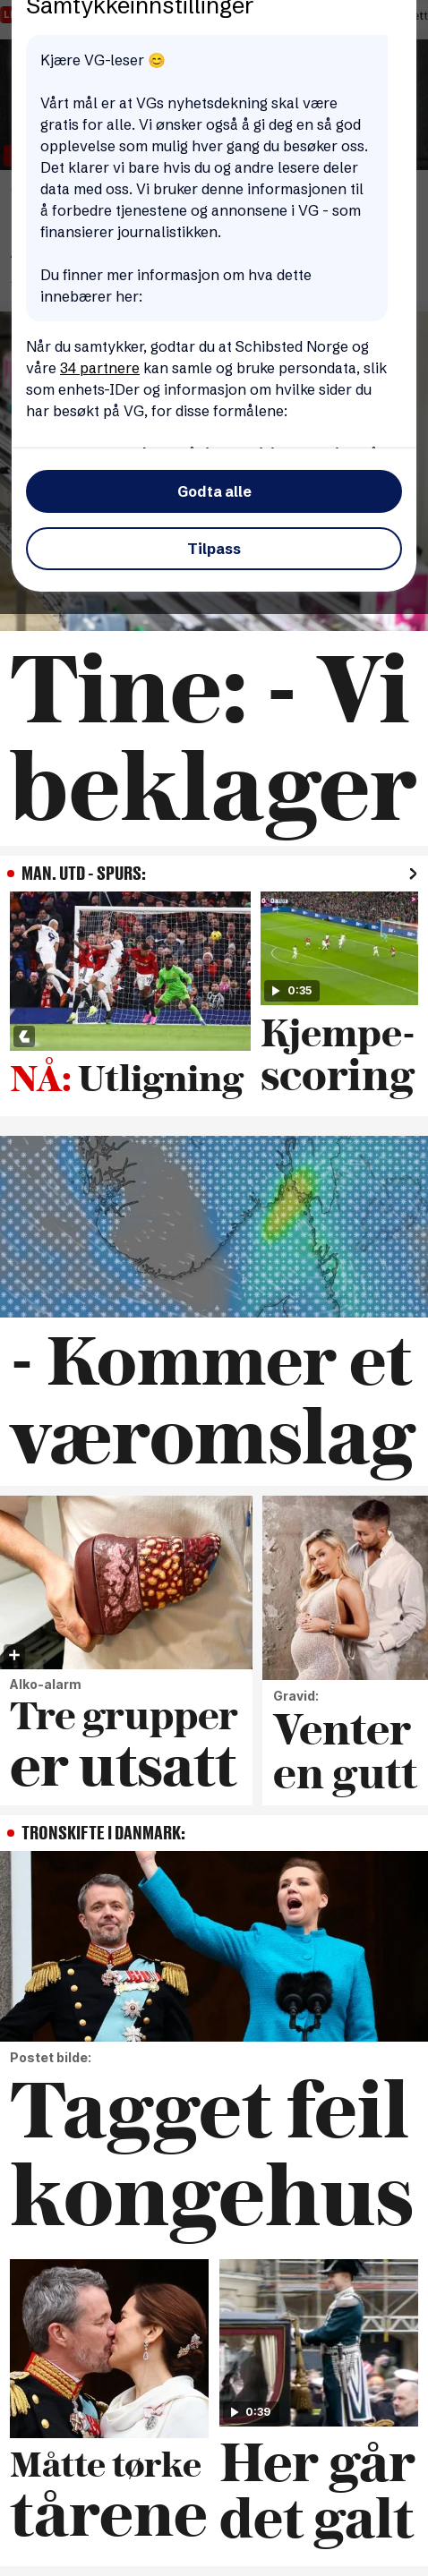 Samtykkeinnstillinger
Kjære VG-leser 😊
Vårt mål er at VGs nyhetsdekning skal være
gratis for alle. Vi ønsker også å gi deg en så god
opplevelse som mulig hver gang du besøker oss.
Det klarer vi bare hvis du og andre lesere deler
data med oss. Vi bruker denne informasjonen til
å forbedre tjenestene og annonsene i VG - som
finansierer journalistikken.
Du finner mer informasjon om hva dette
innebærer her:
Når du samtykker, godtar du at Schibsted Norge og
våre 34 partnere kan samle og bruke persondata, slik
som enhets-IDer og informasjon om hvilke sider du
har besøkt på VG, for disse formålene:
Godta alle
Tilpass
Tine: - Vi
beklager
MAN. UTD - SPURS:
NÅ: Utligning
0:35
Kjempe-
scoring
- Kommer et
væromslag
Alko-alarm
Tre grupper
er utsatt
Gravid:
Venter
en gutt
TRONSKIFTE I DANMARK:
Postet bilde:
Tagget feil
kongehus
Måtte tørke
tårene
0:39
Her går
det galt